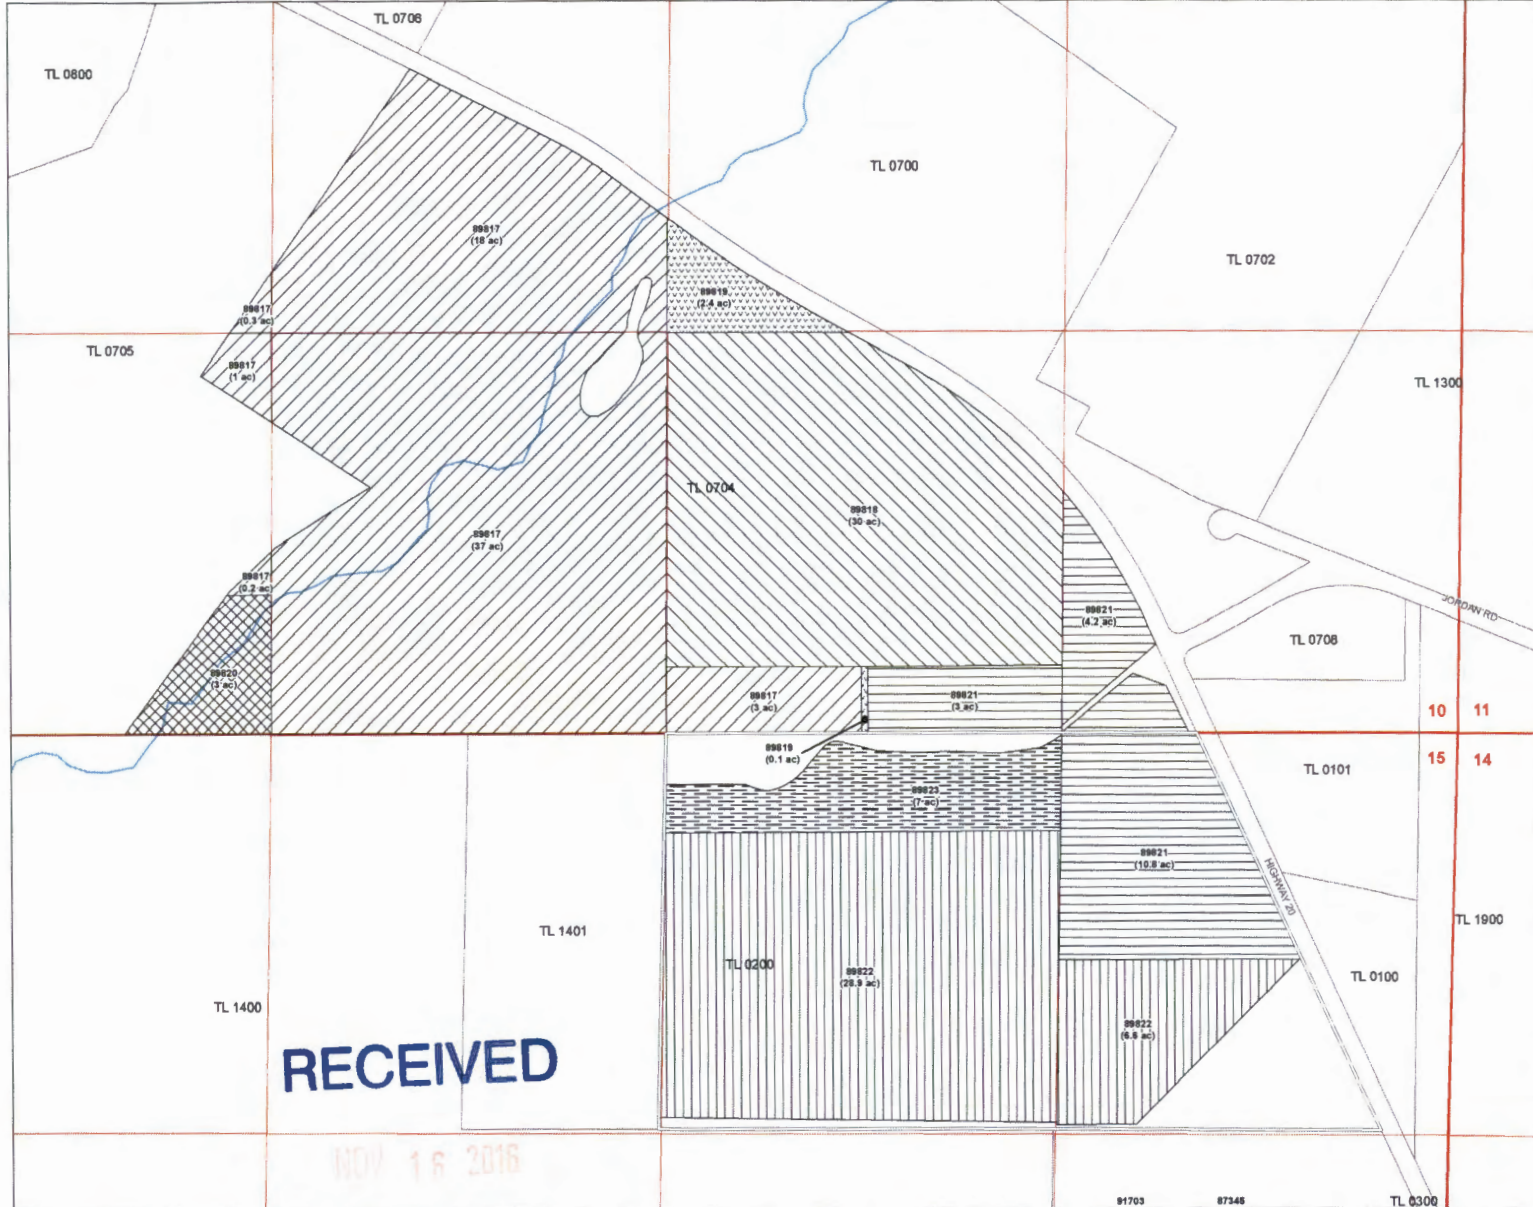 TL 0706
TL 0800
TL 0700
89817
(18 ac)
TL 0702
89819
(2.4 ac)
89817
(0.3 ac)
TL 0705
89817
(1 ac)
TL 1300
TL 0704
89818
(30 ac)
89817
(37 ac)
89817
(0.2 ac
89821
(4.2 ac)
JORDAN RD
TL 0708
89820
(3 ac)
89817
(3 ac)
89821
(3 ac)
10 11
89819
(0.1 ac)
15 14
TL 0101
89823
(7 ac)
89821
(10.8 ac)
HIGHWAY 20
TL 1401
TL 1900
TL 0200
89822
(28.9 ac)
TL 0100
TL 1400
89822
(6.6 ac)
RECEIVED
NOV 16 2016
91703 87345
TL 0300